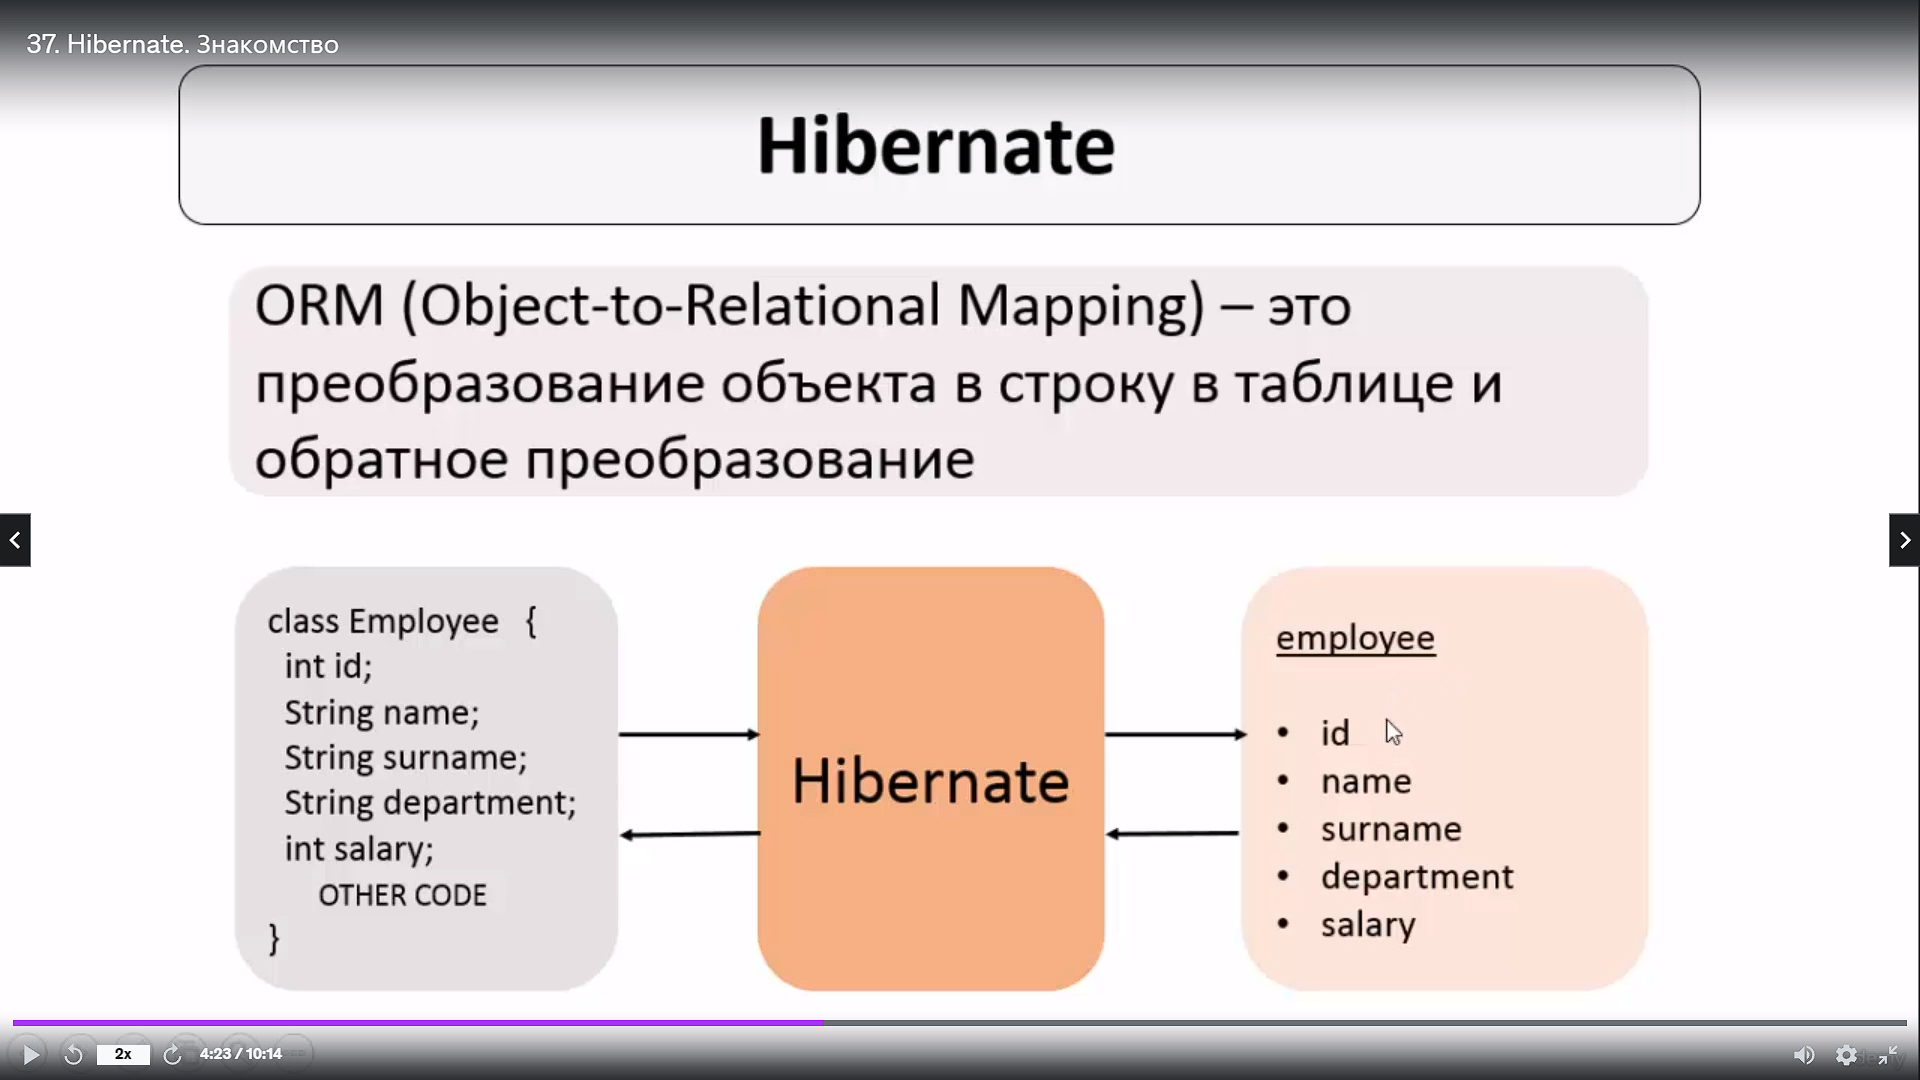 37. Hibernate. Знакомство
Hibernate
ORM (Object-to-Relational Mapping) – это
преобразование объекта в строку в таблице и
обратное преобразование
class Employee {
int id;
String name;
String surname;
String department;
int salary;
OTHER CODE
}
Hibernate
employee
• id
• name
• surname
• department
• salary
2x
4:23 / 10:14